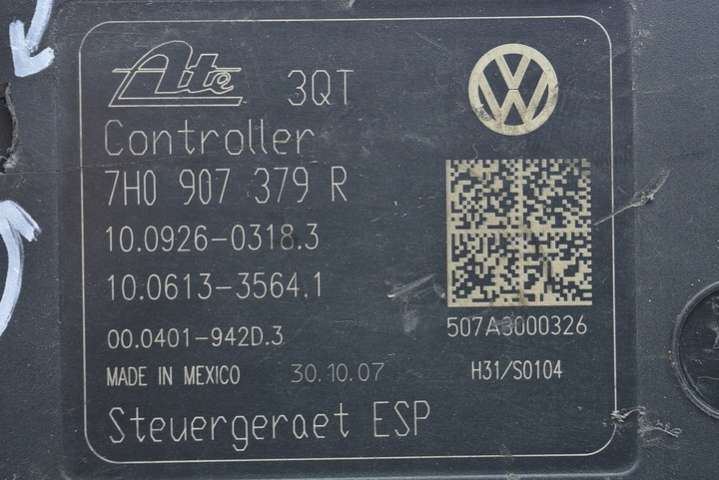 Ate 3QT
Controller
7H0 907 379 R
10.0926-0318.3
10.0613-3564.1
00.0401-942D.3
507A3000326
MADE IN MEXICO 30.10.07
H31/S0104
Steuergeraet ESP